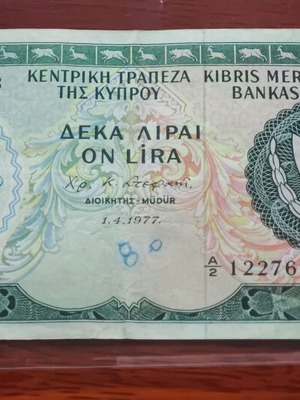 ΚΕΝΤΡΙΚΗ ΤΡΑΠΕΖΑ
ΤΗΣ ΚΥΠΡΟΥ
KIBRIS MER
BANKAS
ΔΕΚΑ ΛΙΡΑΙ
ON LİRA
ΔΙΟΙΚΗΤΗΣ - MÜDÜR
1.4.1977.
80
A/2 12276